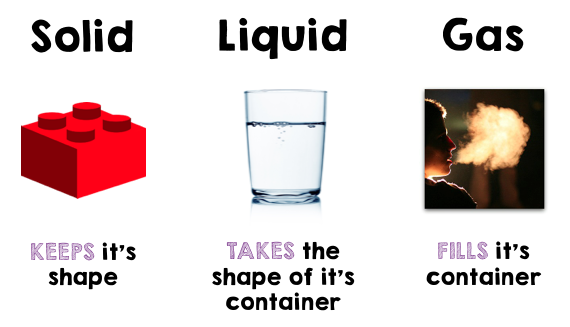 Solid
KEEPS it's
shape
Liquid
TAKES the
shape of it's
container
Gas
FILLS it's
container